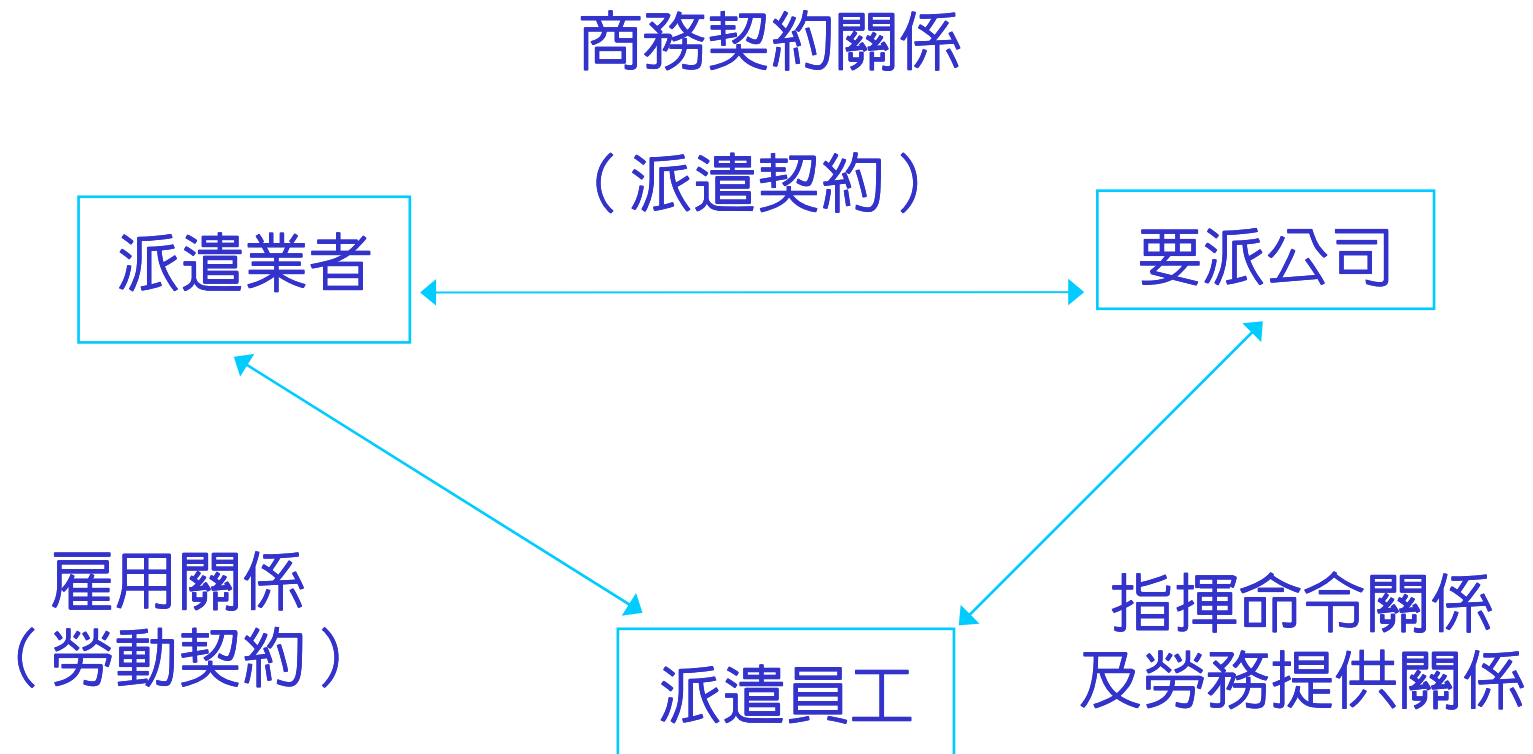 商務契約關係
（派遣契約）
派遣業者
要派公司
雇用關係
（勞動契約）
指揮命令關係
及勞務提供關係
派遣員工